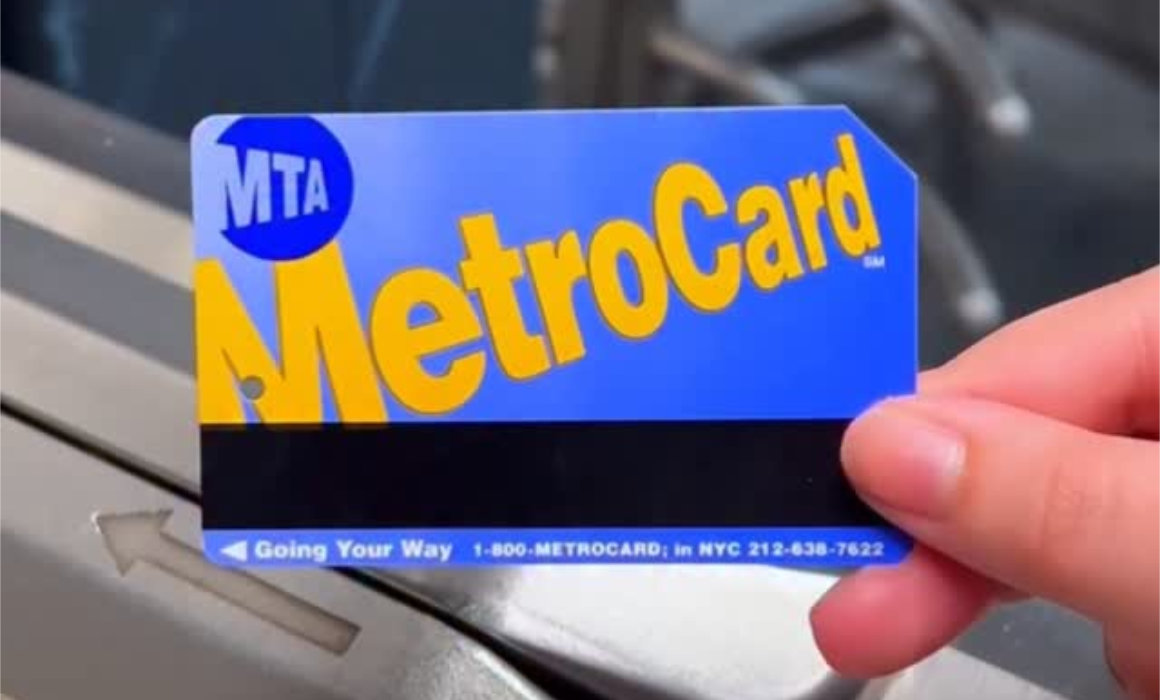 MTA
MetroCard
SM
◀ Going Your Way 1-800-METROCARD; in NYC 212-638-7622